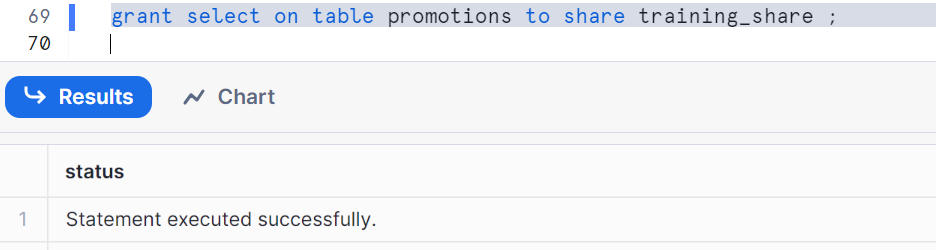 69 grant select on table promotions to share training_share ;
70
Results Chart
status
1 Statement executed successfully.